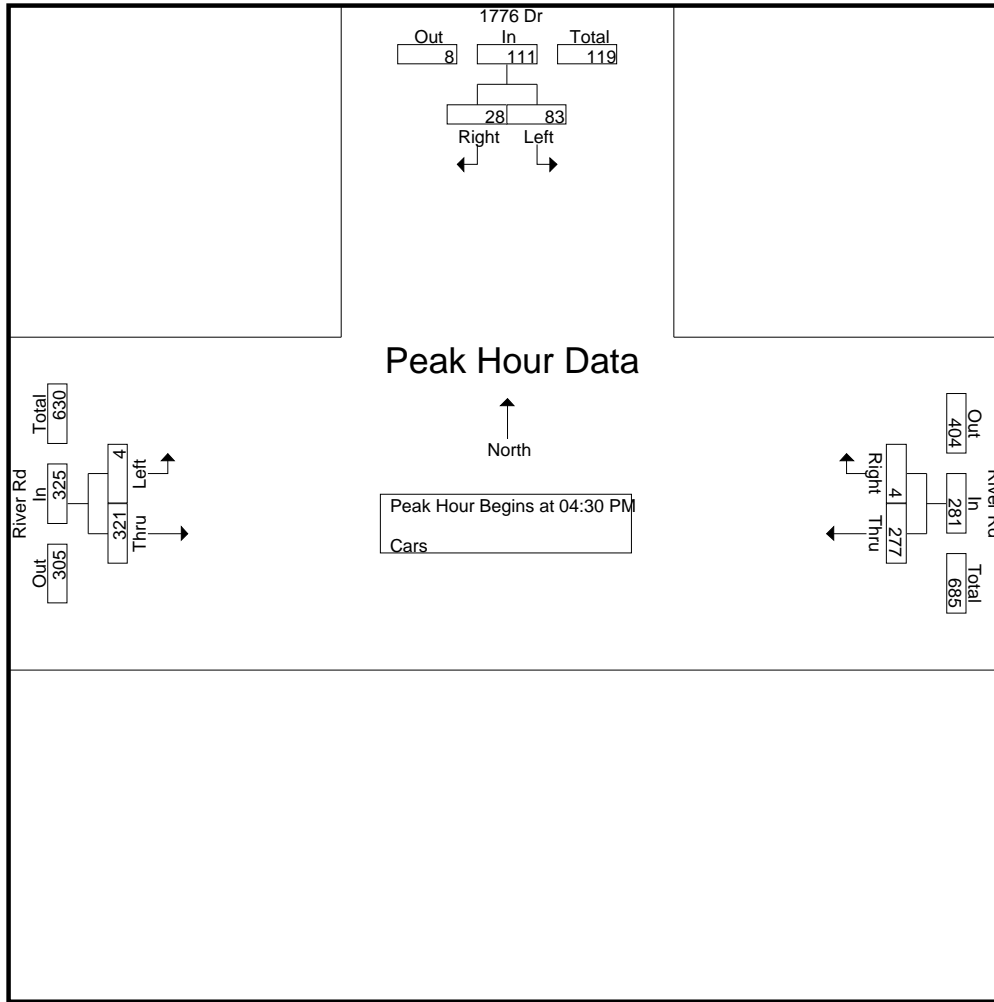 1776 Dr
Out In Total
8 111 119
28 83
Right Left
Peak Hour Data
North
Peak Hour Begins at 04:30 PM
Cars
River Rd
Total In Out
630 325 305
4 321
Left Thru
River Rd
Out In Total
404 281 685
4 277
Right Thru